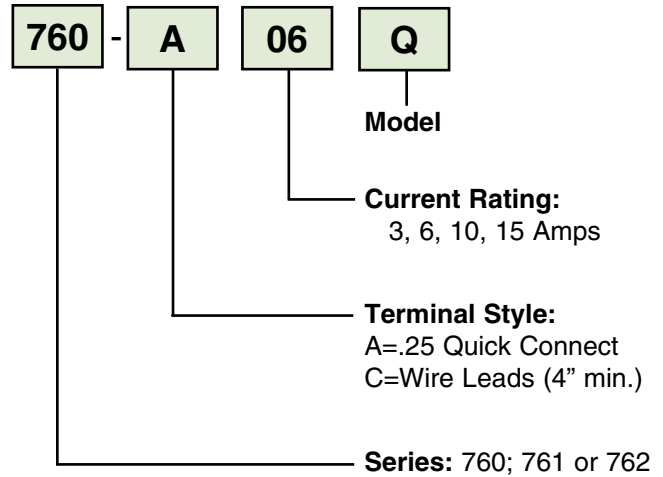 760 - A 06 Q
Model
Current Rating:
3, 6, 10, 15 Amps
Terminal Style:
A=.25 Quick Connect
C=Wire Leads (4” min.)
Series: 760; 761 or 762